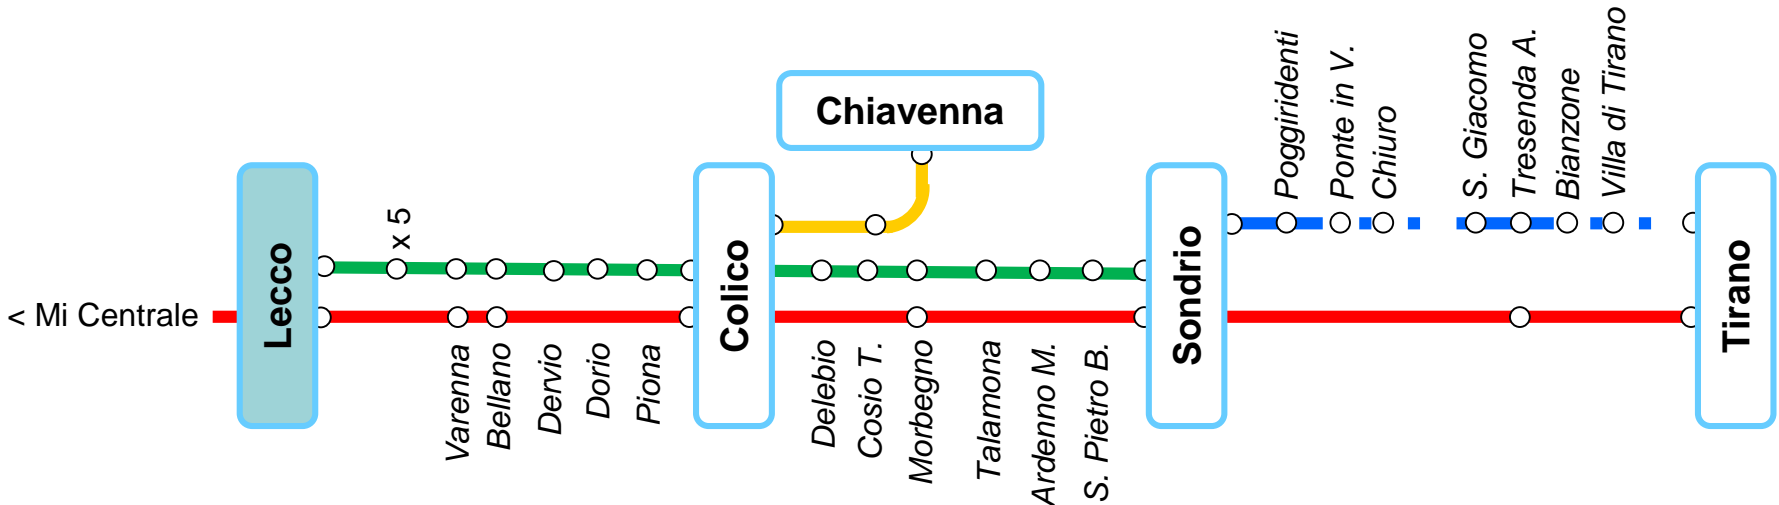 < Mi Centrale
Lecco
x 5
Varenna
Bellano
Dervio
Dorio
Piona
Colico
Chiavenna
Delebio
Cosio T.
Morbegno
Talamona
Ardenno M.
S. Pietro B.
Sondrio
Poggiridenti
Ponte in V.
Chiuro
S. Giacomo
Tresenda A.
Bianzone
Villa di Tirano
Tirano